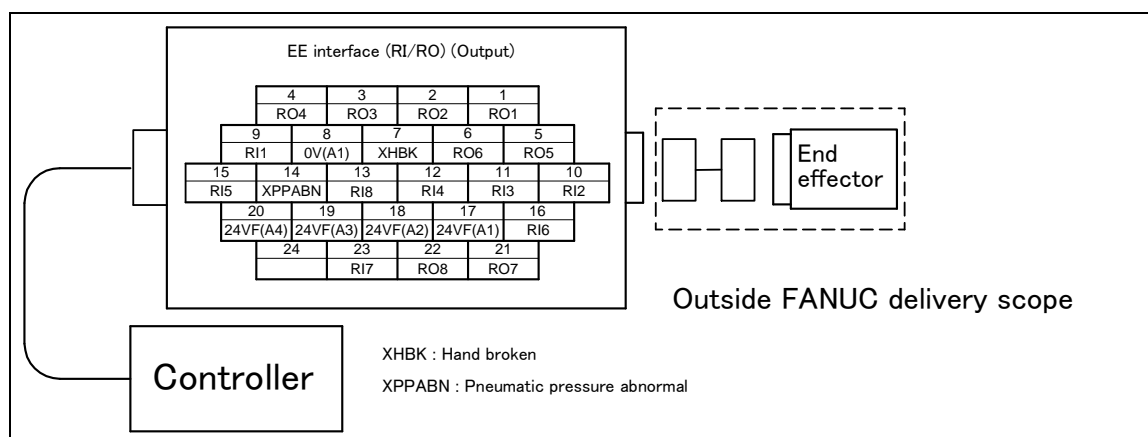 EE interface (RI/RO) (Output)
4 3 2 1
RO4 RO3 RO2 RO1
9 8 7 6 5
RI1 0V(A1) XHBK RO6 RO5
15 14 13 12 11 10
RI5 XPPABN RI8 RI4 RI3 RI2
20 19 18 17 16
24VF(A4) 24VF(A3) 24VF(A2) 24VF(A1) RI6
24 23 22 21
RI7 RO8 RO7
End
effector
Outside FANUC delivery scope
Controller
XHBK : Hand broken
XPPABN : Pneumatic pressure abnormal